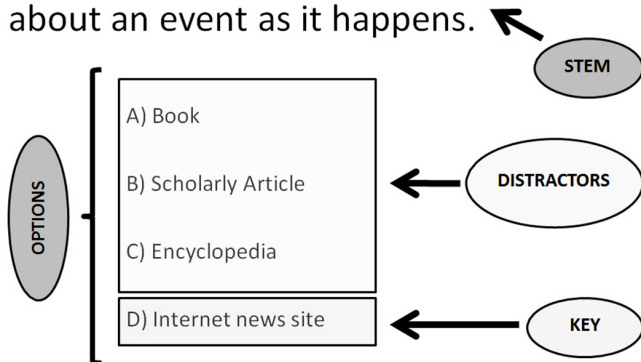 about an event as it happens.
STEM
A) Book
B) Scholarly Article
DISTRACTORS
OPTIONS
C) Encyclopedia
D) Internet news site
KEY